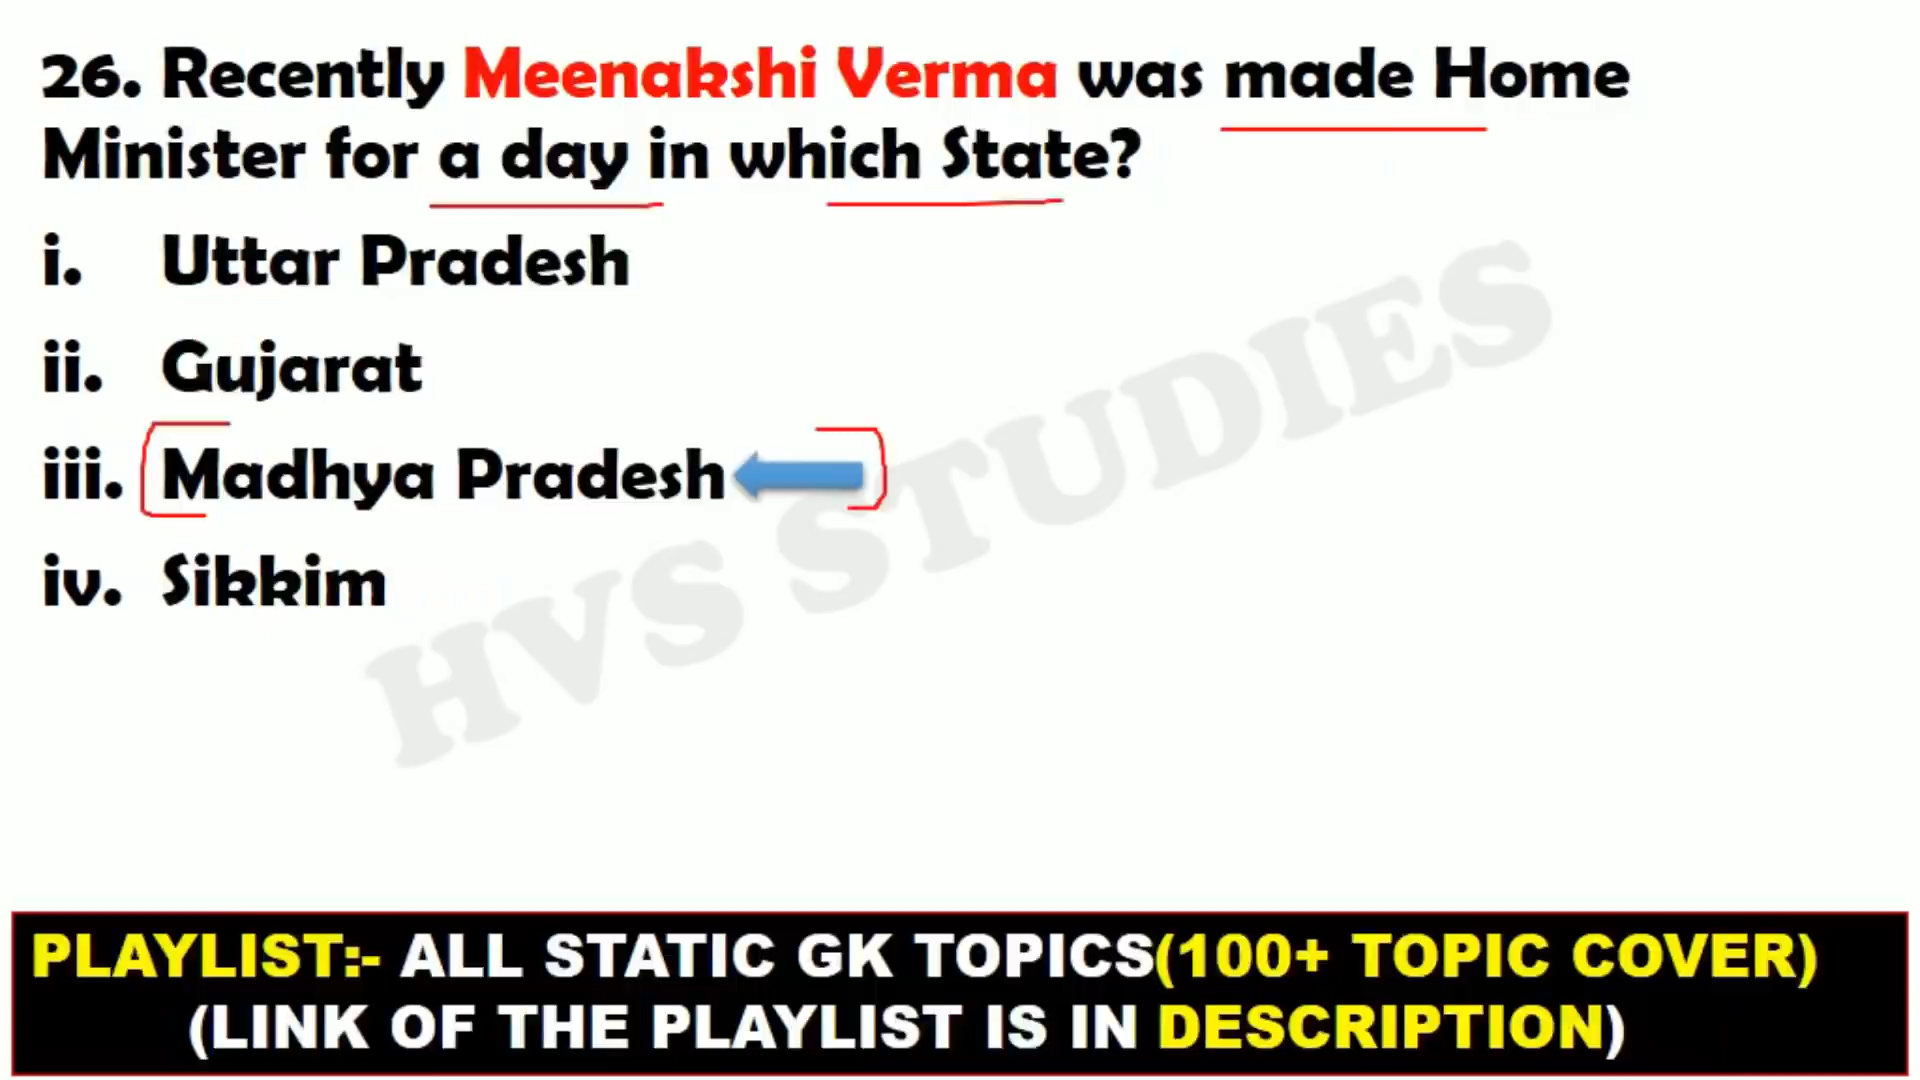 26. Recently Meenakshi Verma was made Home
Minister for a day in which State?
i. Uttar Pradesh
ii. Gujarat
iii. Madhya Pradesh
iv. Sikkim
HVS STUDIES
PLAYLIST:- ALL STATIC GK TOPICS(100+ TOPIC COVER)
(LINK OF THE PLAYLIST IS IN DESCRIPTION)